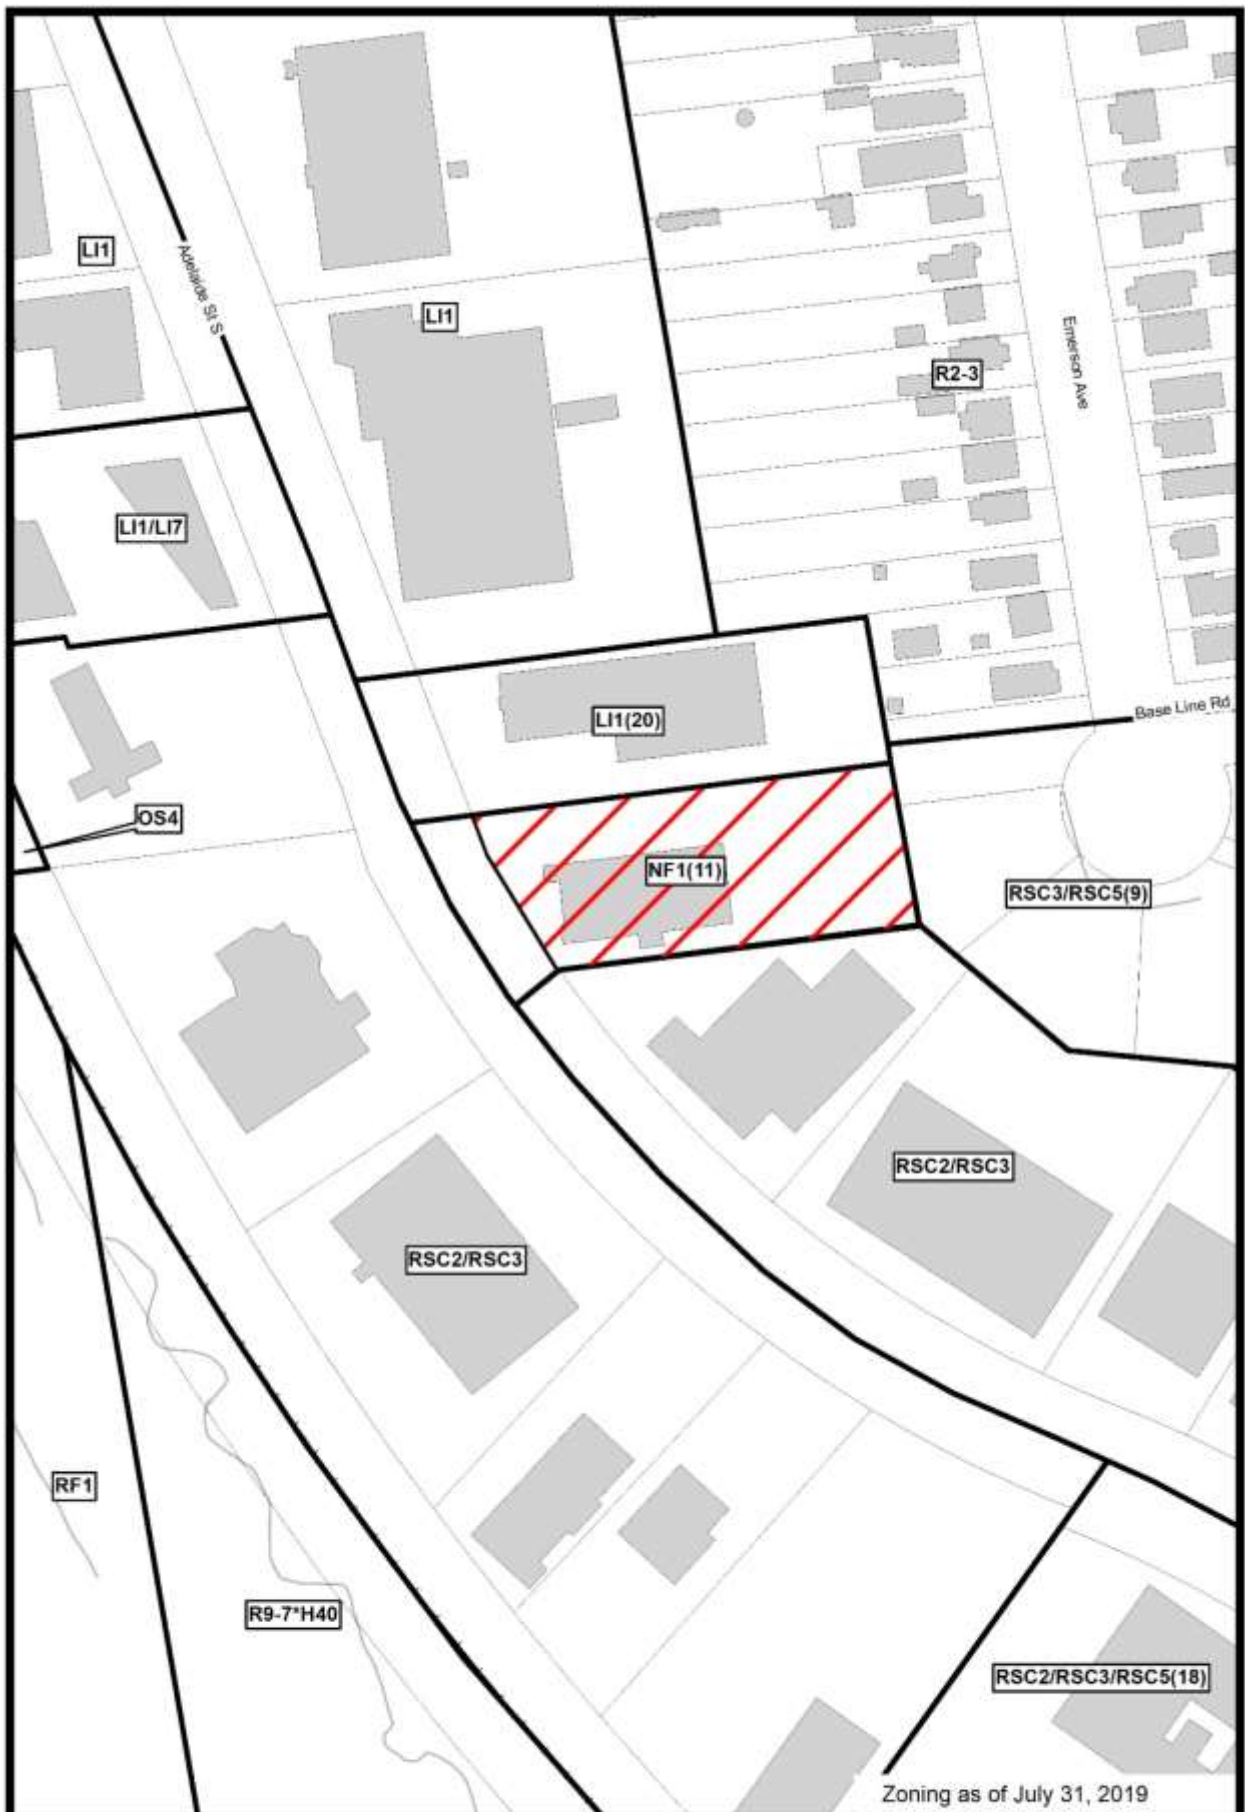 LI1
Adelaide St S
LI1
Emerson Ave
R2-3
LI1/LI7
Base Line Rd
LI1(20)
OS4
NF1(11)
RSC3/RSC5(9)
RSC2/RSC3
RSC2/RSC3
RF1
R9-7*H40
RSC2/RSC3/RSC5(18)
Zoning as of July 31, 2019